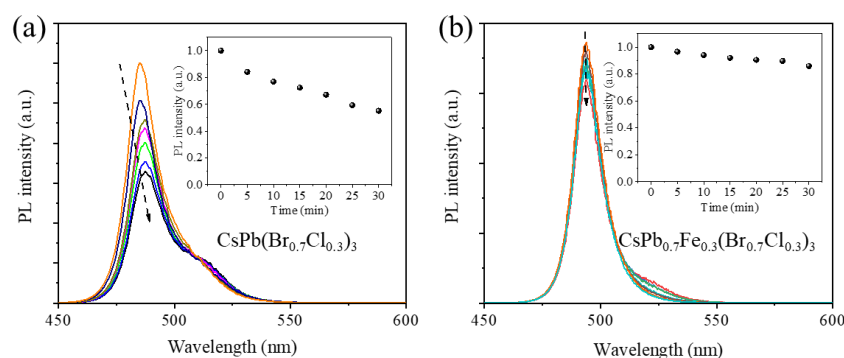 (a)
PL intensity (a.u.)
1.0
0.8
0.6
0.4
0.2
0.0
PL intensity (a.u.)
0 5 10 15 20 25 30
Time (min)
CsPb(Br0.7Cl0.3)3
450 500 550 600
Wavelength (nm)
(b)
PL intensity (a.u.)
1.0
0.8
0.6
0.4
0.2
0.0
PL intensity (a.u.)
0 5 10 15 20 25 30
Time (min)
CsPb0.7Fe0.3(Br0.7Cl0.3)3
450 500 550 600
Wavelength (nm)